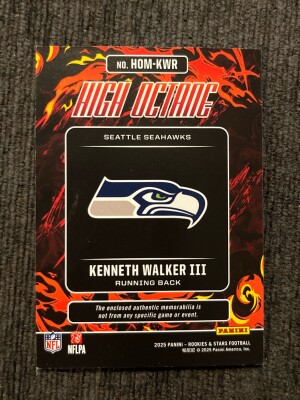 NO. HOM-KWR
HIGH OCTANE
SEATTLE SEAHAWKS
KENNETH WALKER III
RUNNING BACK
The enclosed authentic memorabilia is
not from any specific game or event.
NFL
NFLPA
PANINI
2025 PANINI – ROOKIES & STARS FOOTBALL
© 2025 Panini America, Inc.